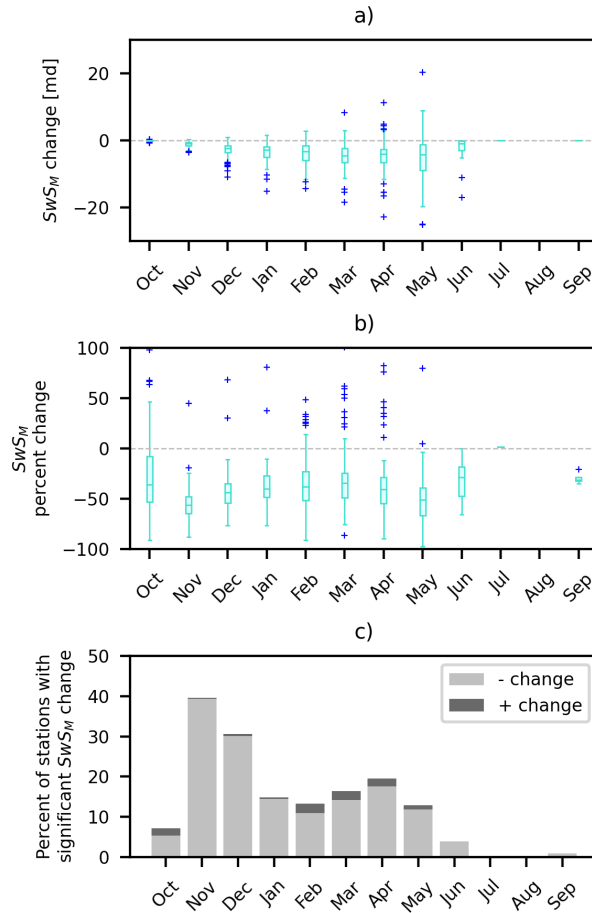 a)
SwS_M change [md]
20
0
−20
Oct Nov Dec Jan Feb Mar Apr May Jun Jul Aug Sep
b)
SwS_M
percent change
100
50
0
−50
−100
Oct Nov Dec Jan Feb Mar Apr May Jun Jul Aug Sep
c)
Percent of stations with
significant SwS_M change
50
40
30
20
10
0
- change
+ change
Oct Nov Dec Jan Feb Mar Apr May Jun Jul Aug Sep